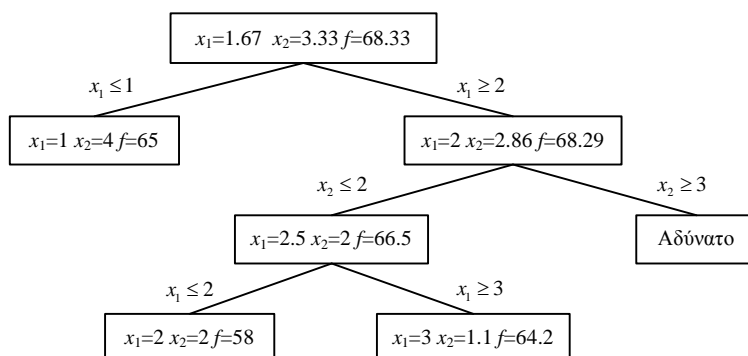 x₁=1.67 x₂=3.33 f=68.33
x₁ ≤ 1
x₁ ≥ 2
x₁=1 x₂=4 f=65
x₁=2 x₂=2.86 f=68.29
x₂ ≤ 2
x₂ ≥ 3
x₁=2.5 x₂=2 f=66.5
Αδύνατο
x₁ ≤ 2
x₁ ≥ 3
x₁=2 x₂=2 f=58
x₁=3 x₂=1.1 f=64.2